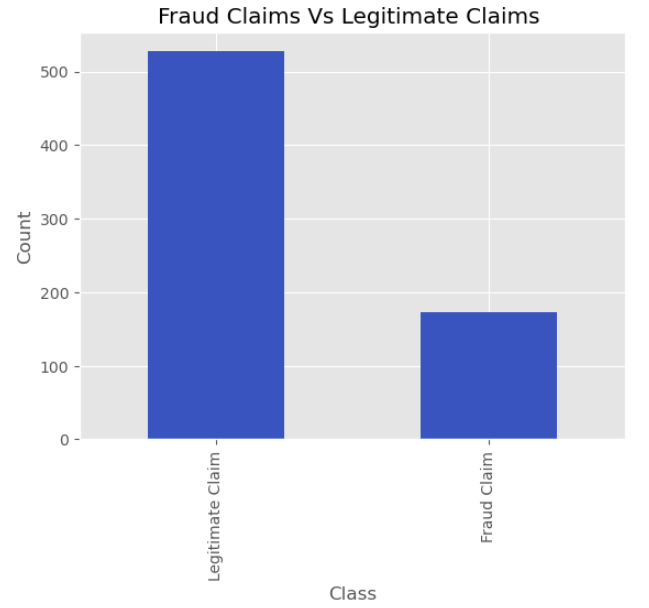 Fraud Claims Vs Legitimate Claims
500
400
300
200
100
0
Count
Legitimate Claim
Fraud Claim
Class